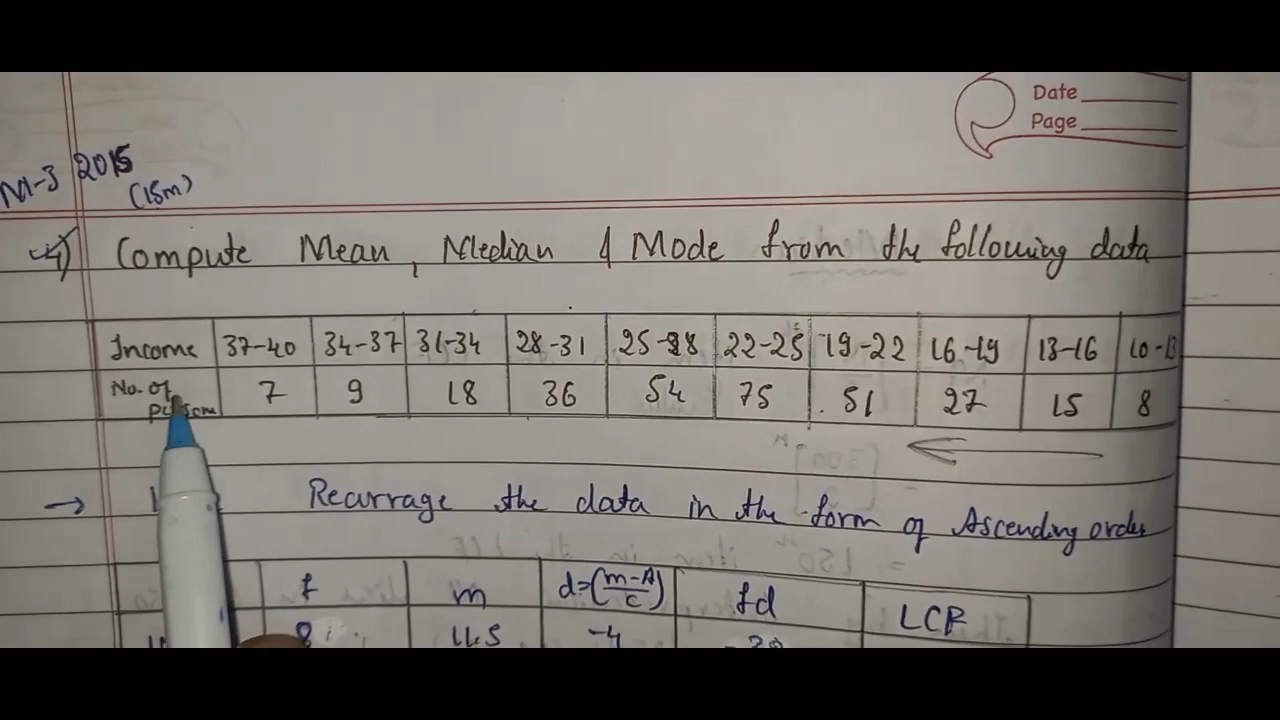 Date
Page
M-3 2015
(15m)
4) Compute Mean, Median & Mode from the following data
Income 37-40 34-37 31-34 28-31 25-28 22-25 19-22 16-19 13-16 10-13
No. of 7 9 18 36 54 75 51 27 15 8
person
→ Rearrage the data in the form of Ascending order
f m d=(m-A/c) fd LCF
8 11.5 -4